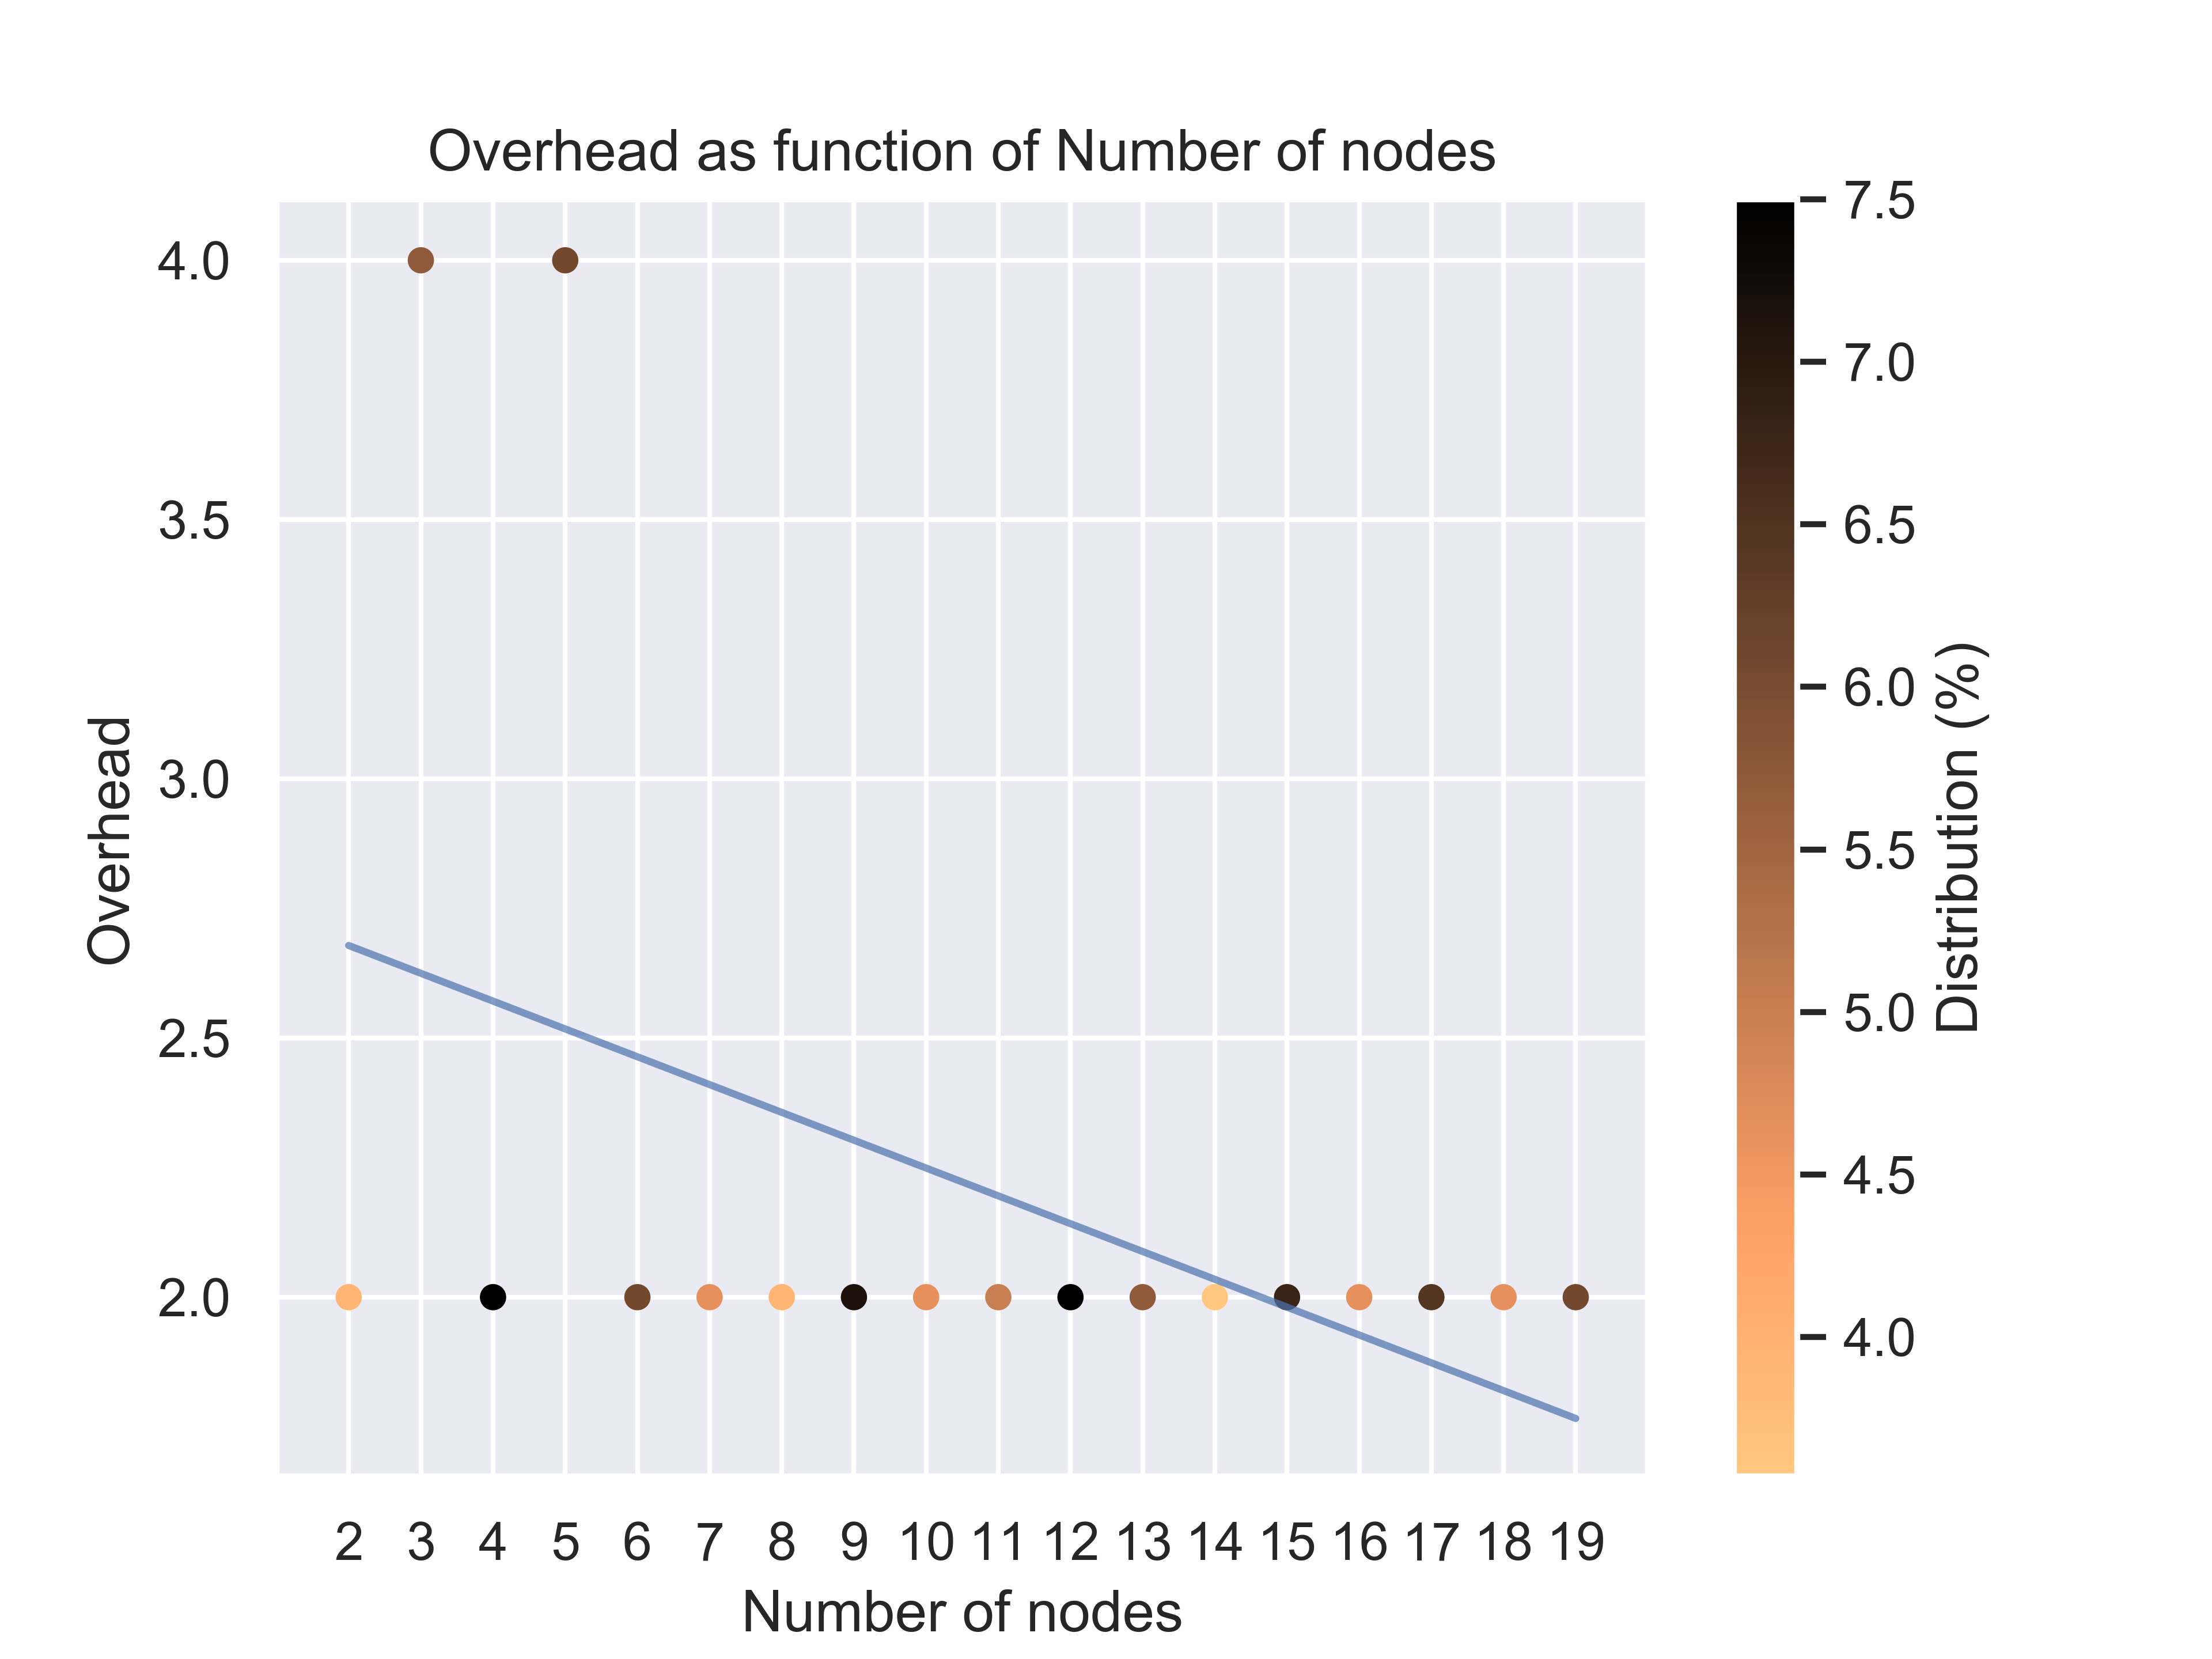 Overhead as function of Number of nodes
4.0
3.5
3.0
2.5
2.0
Overhead
2 3 4 5 6 7 8 9 10 11 12 13 14 15 16 17 18 19
Number of nodes
7.5
7.0
6.5
6.0
5.5
5.0
4.5
4.0
Distribution (%)